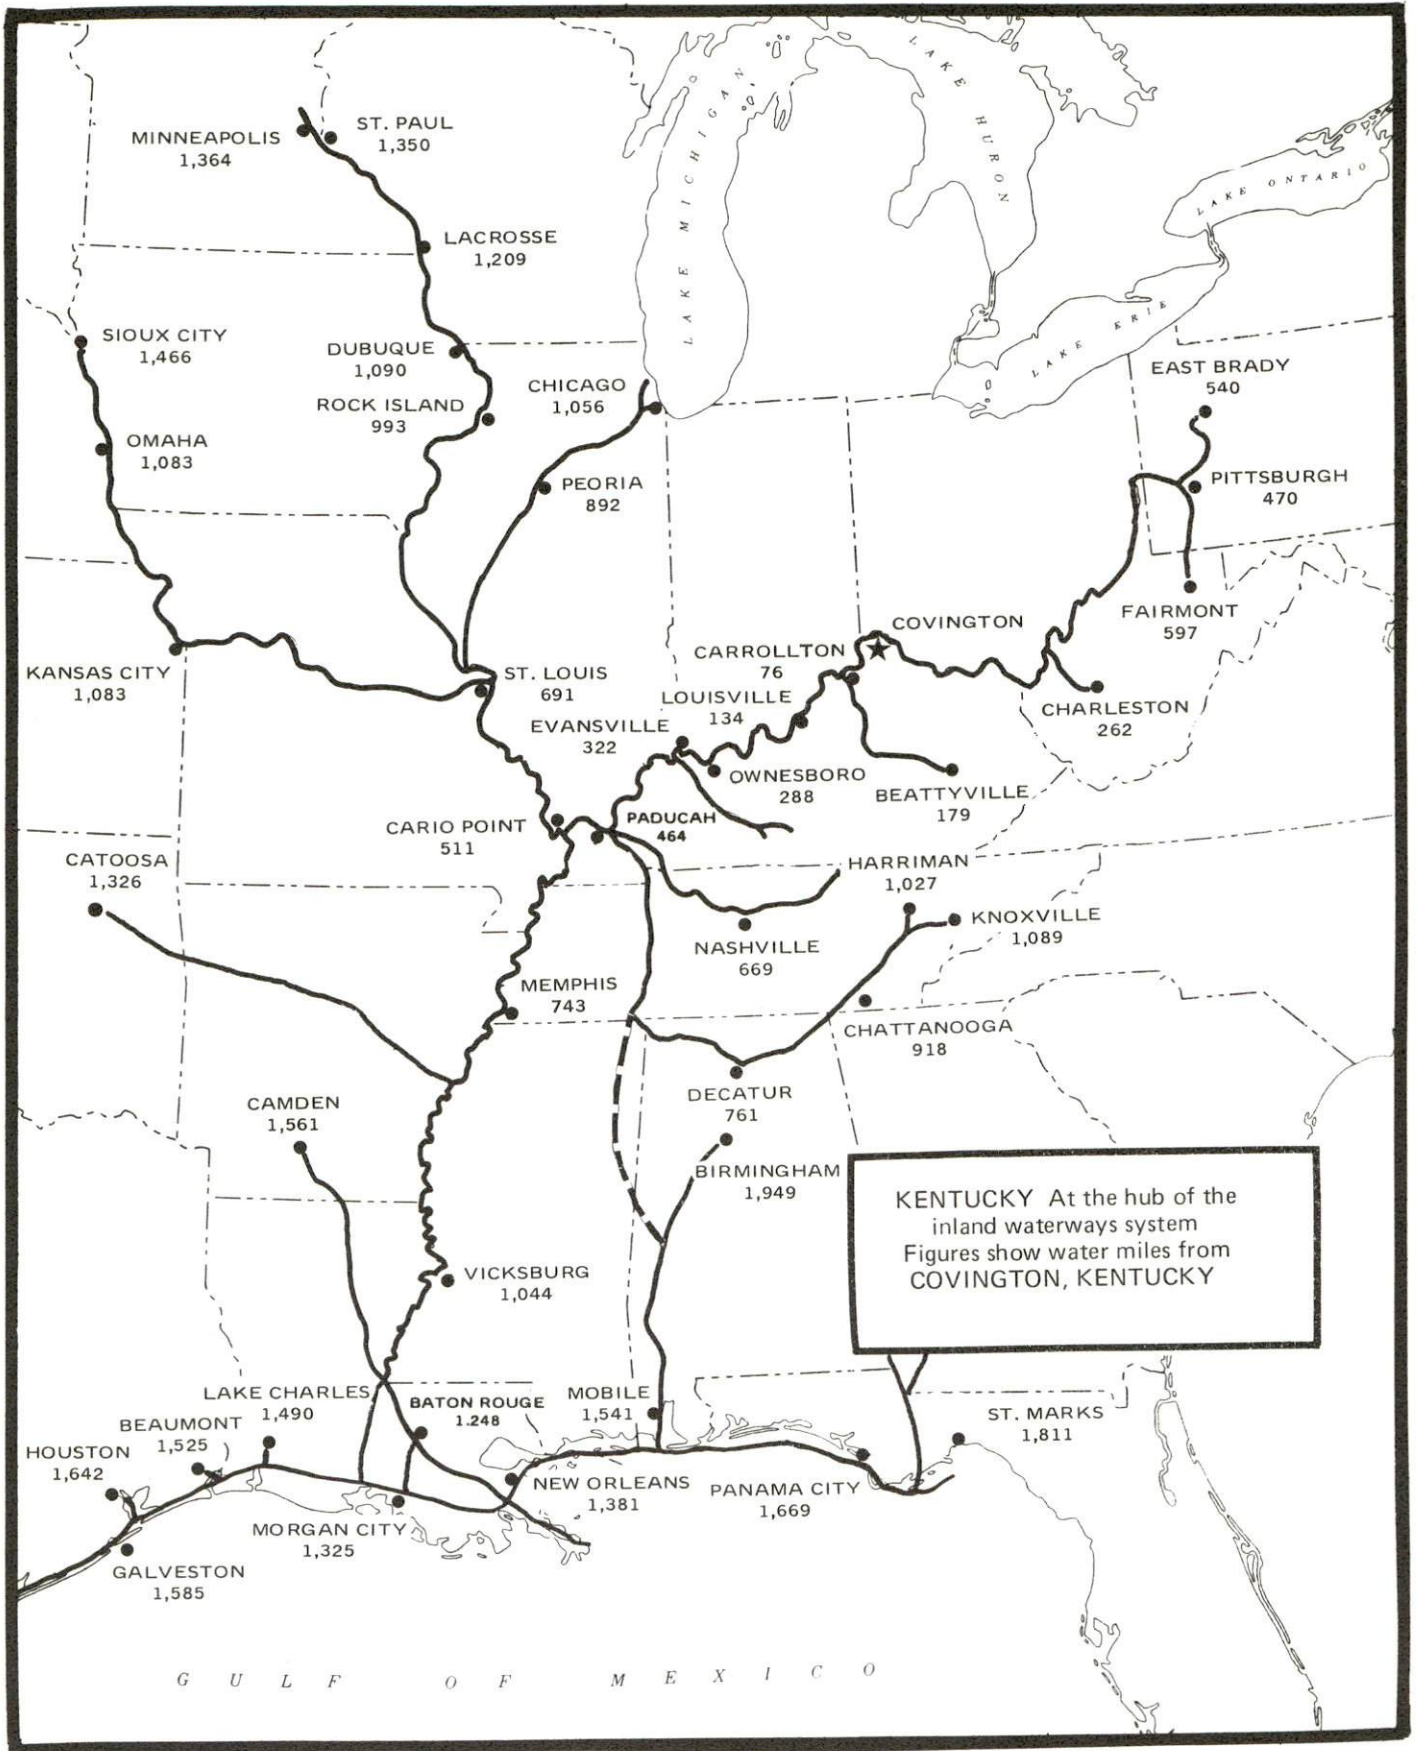 LAKE MICHIGAN
LAKE HURON
LAKE ONTARIO
LAKE ERIE
MINNEAPOLIS
1,364
ST. PAUL
1,350
LACROSSE
1,209
SIOUX CITY
1,466
DUBUQUE
1,090
ROCK ISLAND
993
CHICAGO
1,056
EAST BRADY
540
OMAHA
1,083
PEORIA
892
PITTSBURGH
470
FAIRMONT
597
COVINGTON
CARROLLTON
76
KANSAS CITY
1,083
ST. LOUIS
691
LOUISVILLE
134
EVANSVILLE
322
CHARLESTON
262
OWNESBORO
288
BEATTYVILLE
179
CARIO POINT
511
PADUCAH
464
CATOOSA
1,326
HARRIMAN
1,027
KNOXVILLE
1,089
NASHVILLE
669
MEMPHIS
743
CHATTANOOGA
918
DECATUR
761
CAMDEN
1,561
BIRMINGHAM
1,949
KENTUCKY At the hub of the
inland waterways system
Figures show water miles from
COVINGTON, KENTUCKY
VICKSBURG
1,044
LAKE CHARLES
1,490
BATON ROUGE
1.248
MOBILE
1,541
ST. MARKS
1,811
BEAUMONT
1,525
HOUSTON
1,642
NEW ORLEANS
1,381
PANAMA CITY
1,669
MORGAN CITY
1,325
GALVESTON
1,585
GULF OF MEXICO